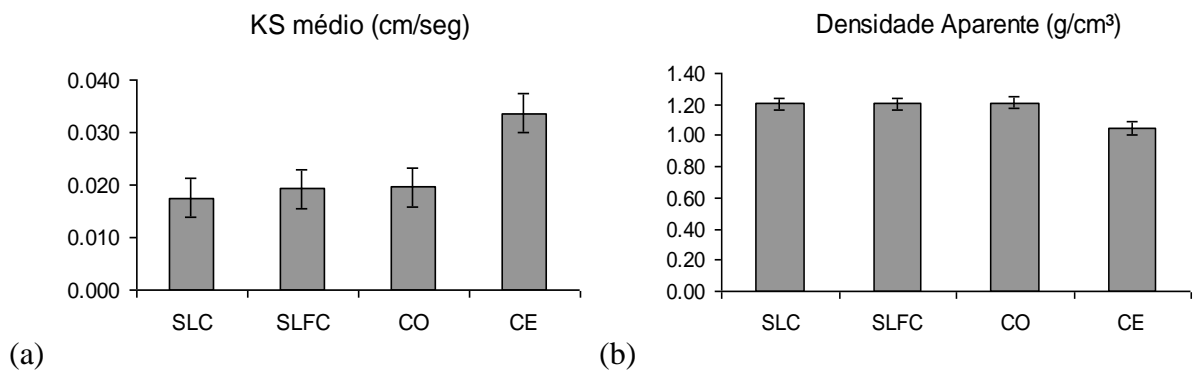 KS médio (cm/seg)
0.040
0.030
0.020
0.010
0.000
SLC SLFC CO CE
(a)
Densidade Aparente (g/cm³)
1.40
1.20
1.00
0.80
0.60
0.40
0.20
0.00
SLC SLFC CO CE
(b)